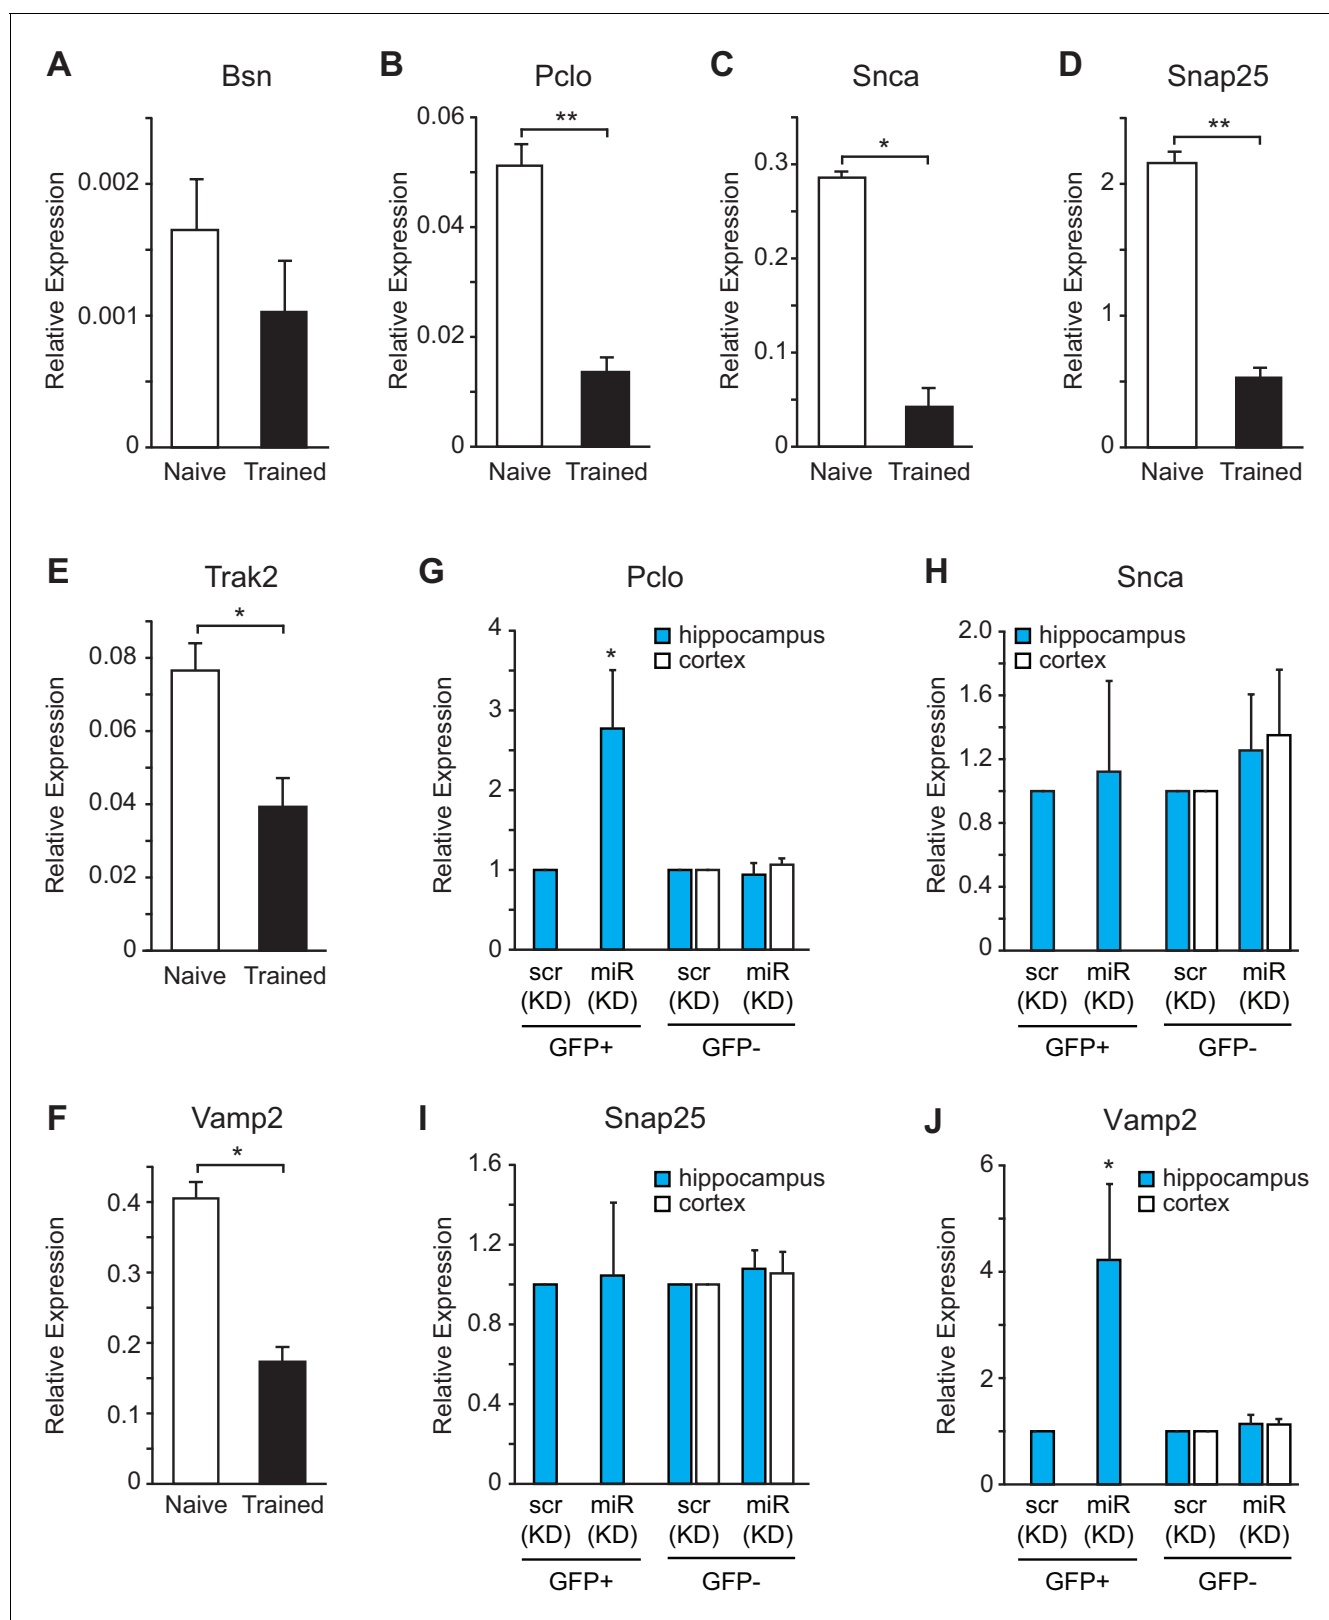 A
Bsn
Relative Expression
0.002
0.001
0
Naive Trained
B
Pclo
Relative Expression
0.06
0.04
0.02
0
**
Naive Trained
C
Snca
Relative Expression
0.3
0.2
0.1
0
*
Naive Trained
D
Snap25
Relative Expression
2
1
0
**
Naive Trained
E
Trak2
Relative Expression
0.08
0.06
0.04
0.02
0
*
Naive Trained
G
Pclo
Relative Expression
4
3
2
1
0
*
hippocampus
cortex
scr miR scr miR
(KD) (KD) (KD) (KD)
GFP+ GFP-
H
Snca
Relative Expression
2.0
1.6
1.2
0.8
0.4
0
hippocampus
cortex
scr miR scr miR
(KD) (KD) (KD) (KD)
GFP+ GFP-
F
Vamp2
Relative Expression
0.4
0.3
0.2
0.1
0
*
Naive Trained
I
Snap25
Relative Expression
1.6
1.2
0.8
0.4
0
hippocampus
cortex
scr miR scr miR
(KD) (KD) (KD) (KD)
GFP+ GFP-
J
Vamp2
Relative Expression
6
4
2
0
*
hippocampus
cortex
scr miR scr miR
(KD) (KD) (KD) (KD)
GFP+ GFP-